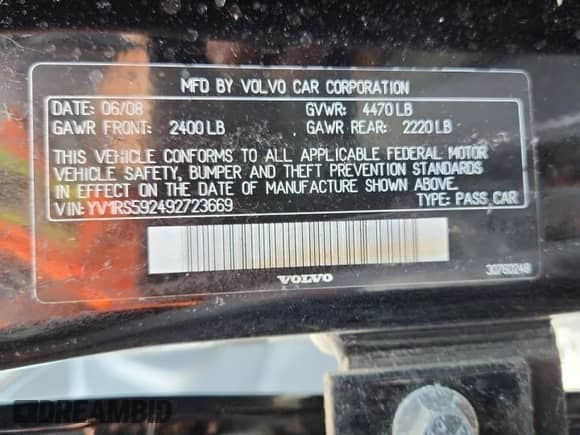 MFD BY VOLVO CAR CORPORATION
DATE: 06/08 GVWR: 4470 LB
GAWR FRONT: 2400 LB GAWR REAR: 2220 LB
THIS VEHICLE CONFORMS TO ALL APPLICABLE FEDERAL MOTOR
VEHICLE SAFETY, BUMPER AND THEFT PREVENTION STANDARDS
IN EFFECT ON THE DATE OF MANUFACTURE SHOWN ABOVE.
VIN: YV1RS592492723669 TYPE: PASS CAR
VOLVO
30760248
DREAMBID